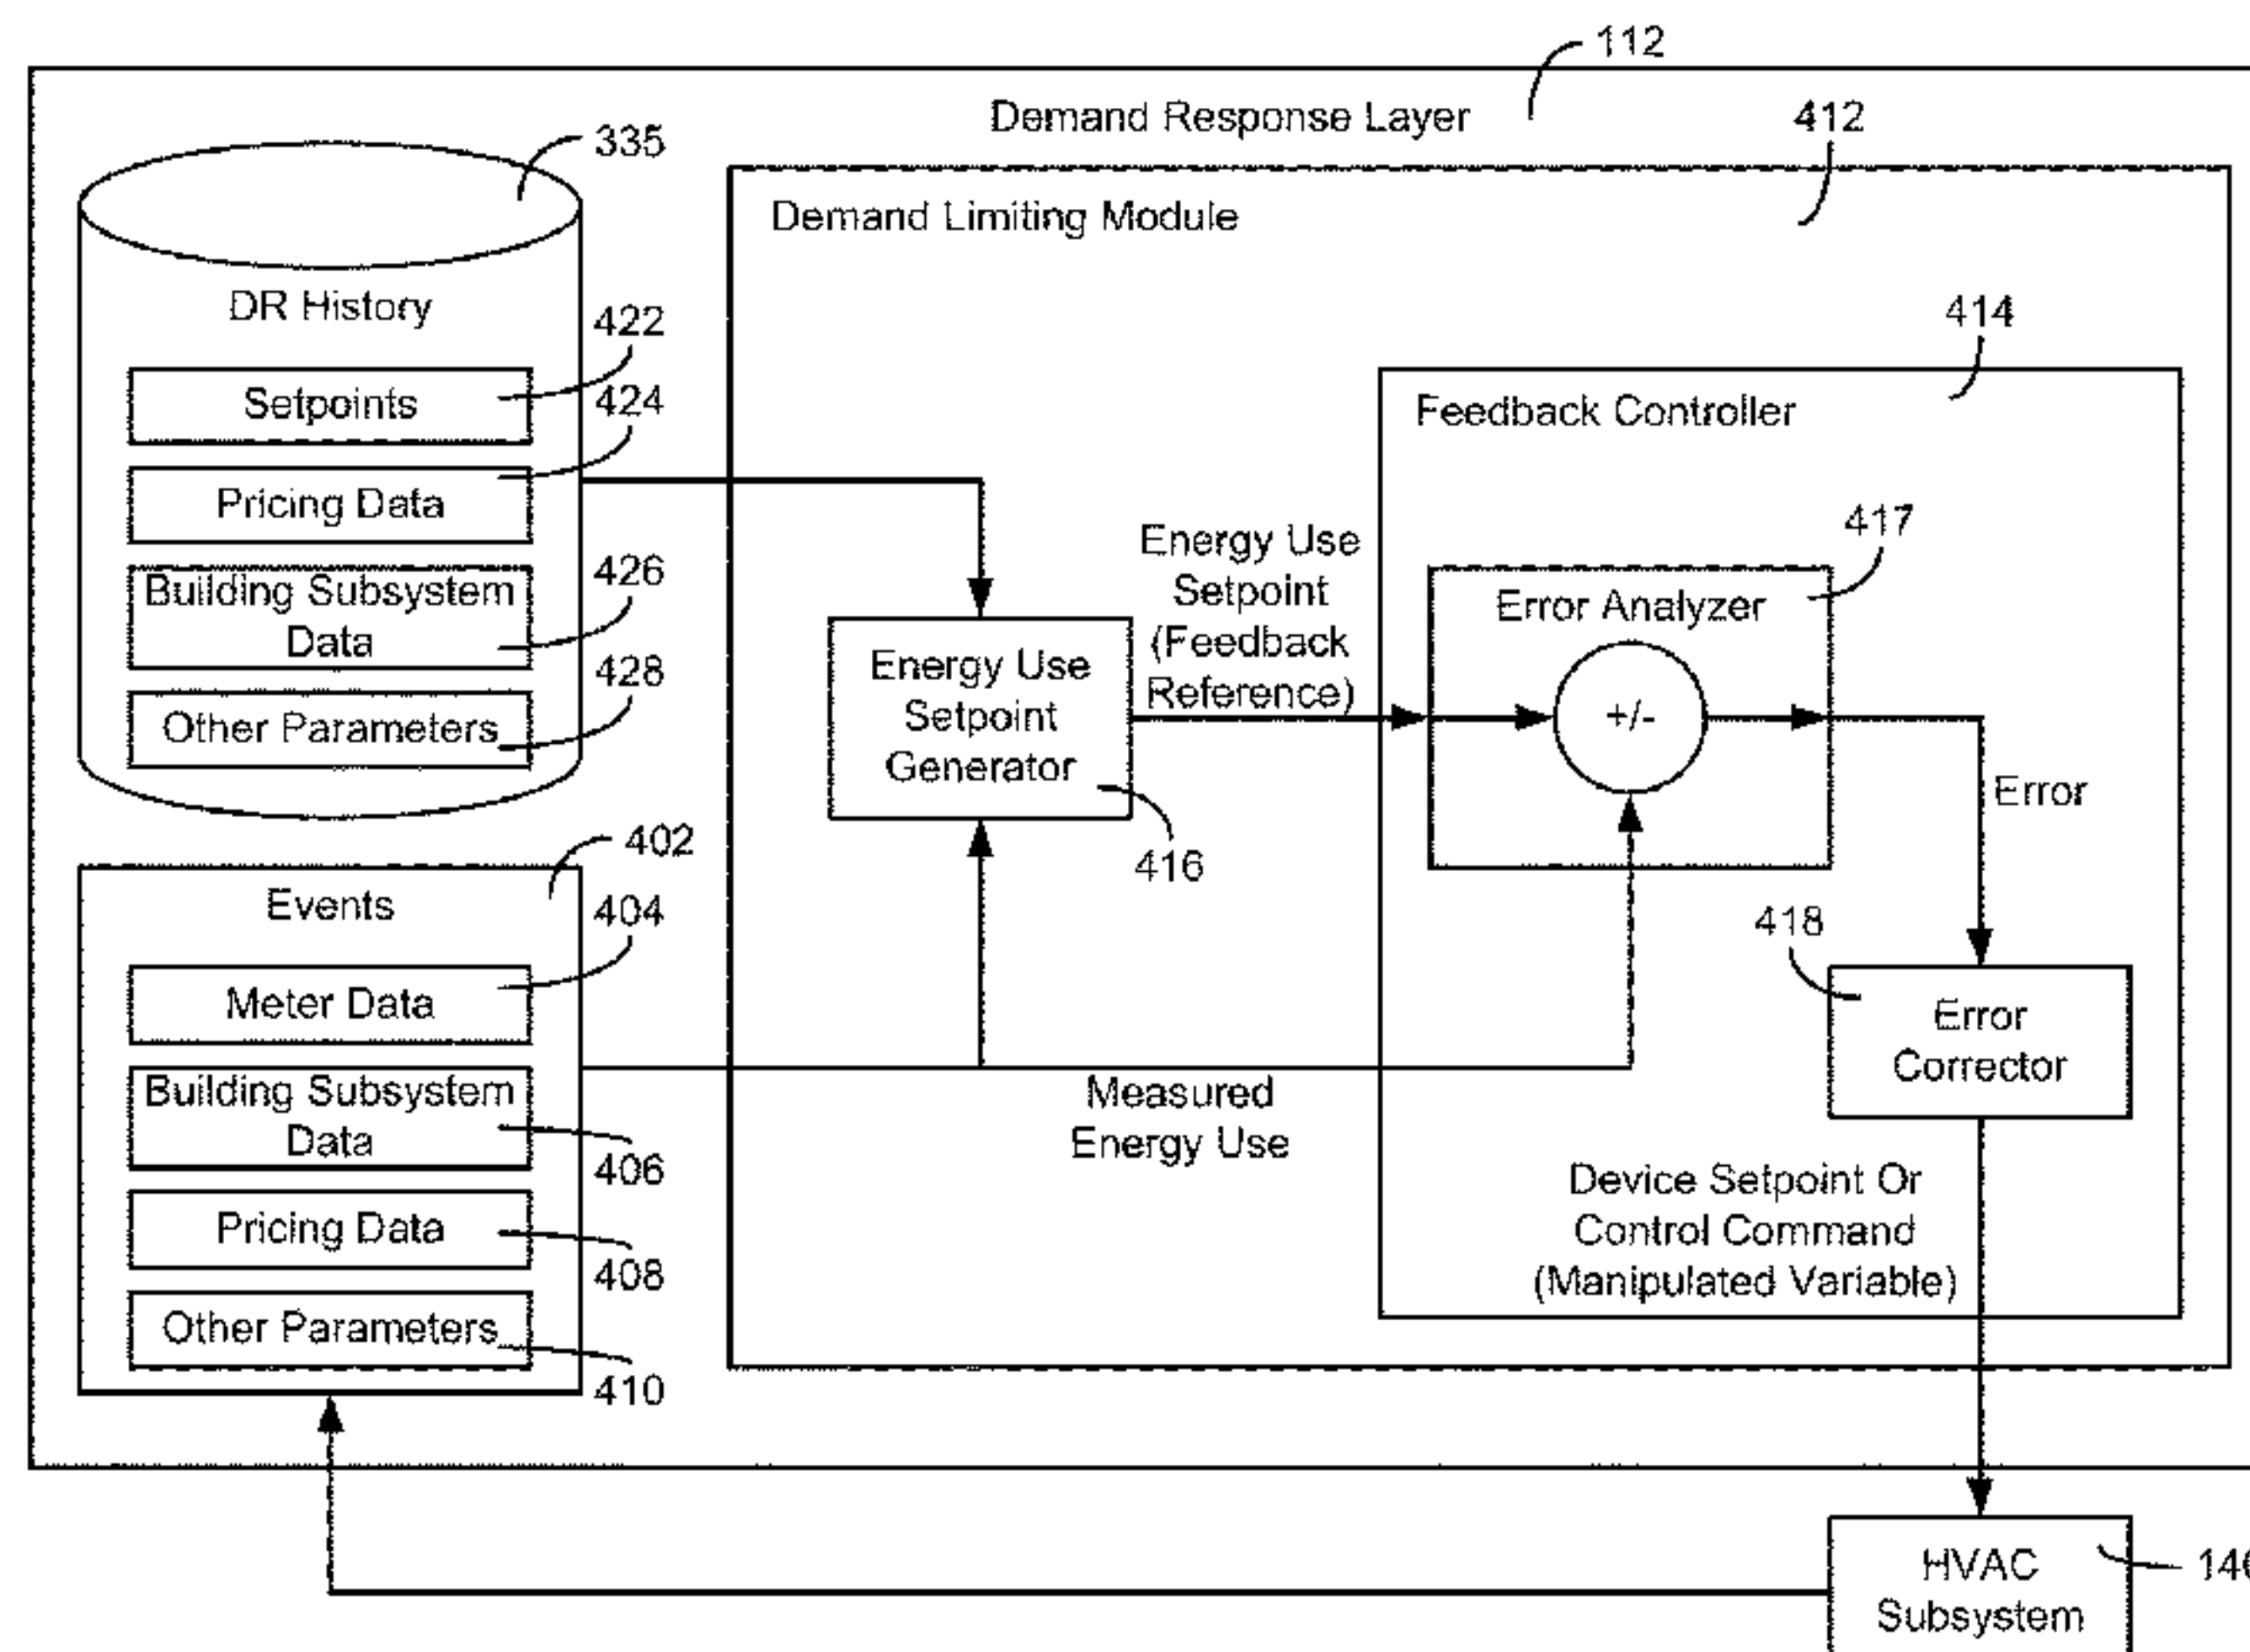 112
Demand Response Layer
412
335
Demand Limiting Module
DR History
422
Setpoints
424
Pricing Data
426
Building Subsystem
Data
428
Other Parameters
414
Feedback Controller
417
Error Analyzer
+/-
Energy Use
Setpoint
(Feedback
Reference)
Energy Use
Setpoint
Generator
416
Error
418
Error
Corrector
402
Events
404
Meter Data
Building Subsystem
Data
406
Pricing Data
408
Other Parameters
410
Measured
Energy Use
Device Setpoint Or
Control Command
(Manipulated Variable)
HVAC
Subsystem